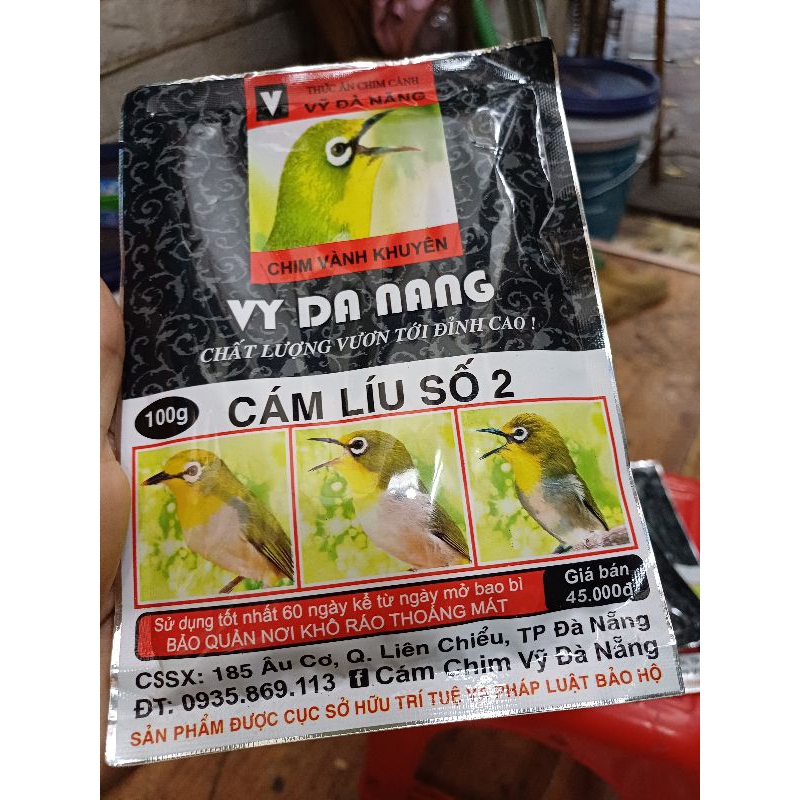 V
THỨC ĂN CHIM CẢNH
VỸ ĐÀ NẴNG
CHIM VÀNH KHUYÊN
VY DA NANG
CHẤT LƯỢNG VƯƠN TỚI ĐỈNH CAO !
100g
CÁM LÍU SỐ 2
Sử dụng tốt nhất 60 ngày kể từ ngày mở bao bì
BẢO QUẢN NƠI KHÔ RÁO THOÁNG MÁT
Giá bán
45.000đ
CSSX: 185 Âu Cơ, Q. Liên Chiểu, TP Đà Nẵng
ĐT: 0935.869.113 f Cám Chim Vỹ Đà Nẵng
SẢN PHẨM ĐƯỢC CỤC SỞ HỮU TRÍ TUỆ VÀ PHÁP LUẬT BẢO HỘ